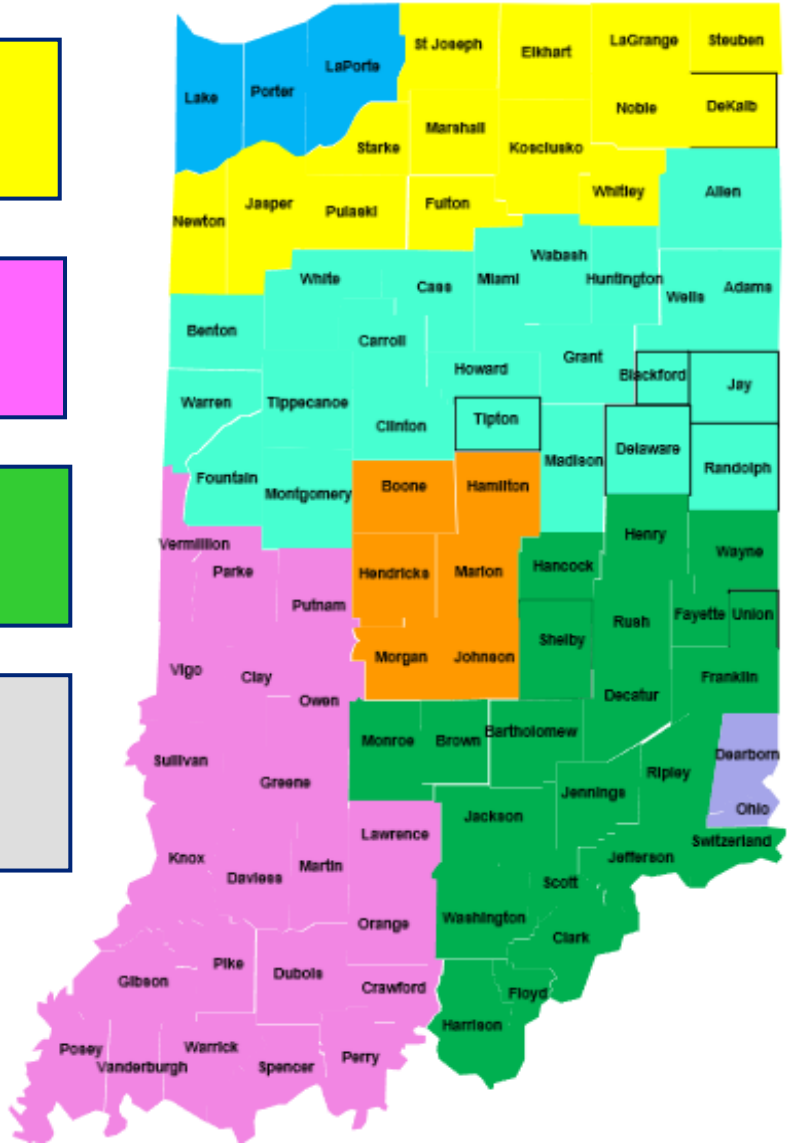 St Joseph
Elkhart
LaGrange
Steuben
LaPorte
Lake
Porter
Noble
DeKalb
Marshall
Starke
Kosciusko
Whitley
Allen
Jasper
Pulaski
Fulton
Newton
White
Cass
Miami
Wabash
Huntington
Wells
Adams
Benton
Carroll
Howard
Grant
Blackford
Jay
Warren
Tippecanoe
Clinton
Tipton
Madison
Delaware
Randolph
Fountain
Montgomery
Boone
Hamilton
Vermillion
Parke
Putnam
Hendricks
Marion
Hancock
Henry
Wayne
Rush
Fayette
Union
Shelby
Vigo
Clay
Owen
Morgan
Johnson
Decatur
Franklin
Monroe
Brown
Bartholomew
Dearborn
Sullivan
Greene
Jennings
Ripley
Ohio
Lawrence
Jackson
Switzerland
Knox
Daviess
Martin
Jefferson
Scott
Orange
Washington
Clark
Gibson
Pike
Dubois
Crawford
Floyd
Harrison
Posey
Vanderburgh
Warrick
Spencer
Perry